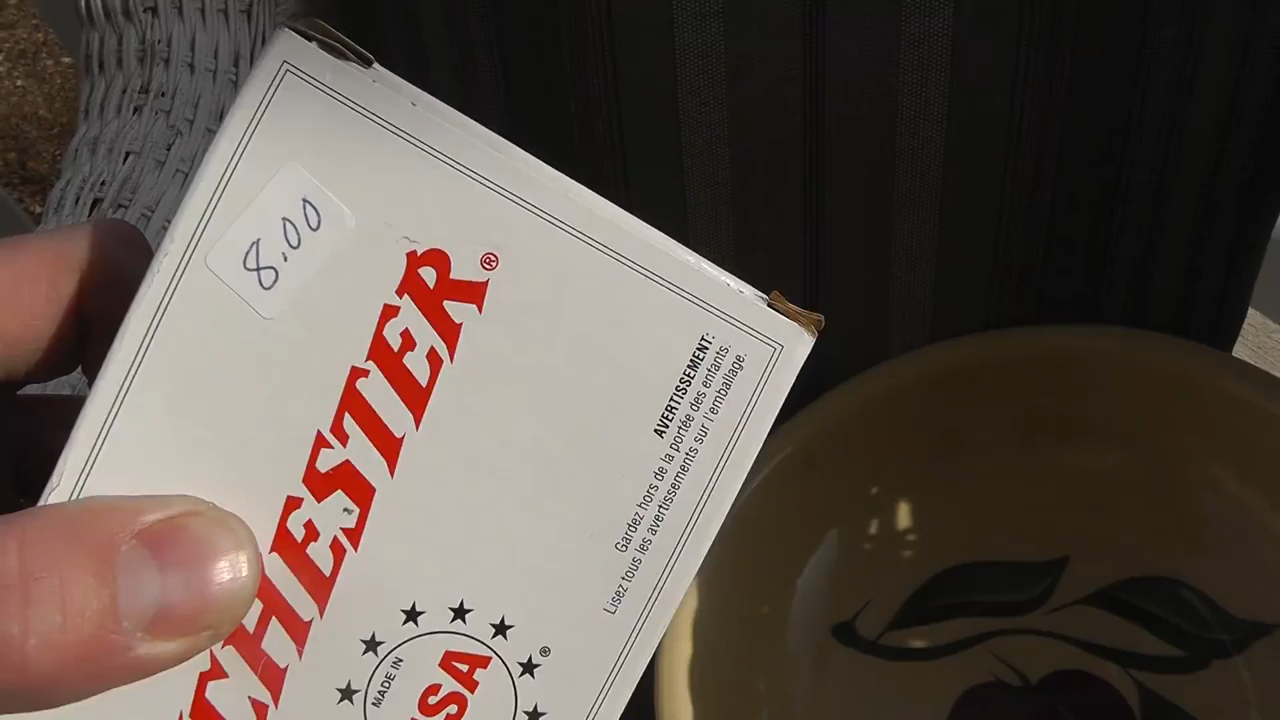 8.00
CHESTER®
AVERTISSEMENT:
Gardez hors de la portée des enfants.
Lisez tous les avertissements sur l'emballage.
MADE IN
USA
®